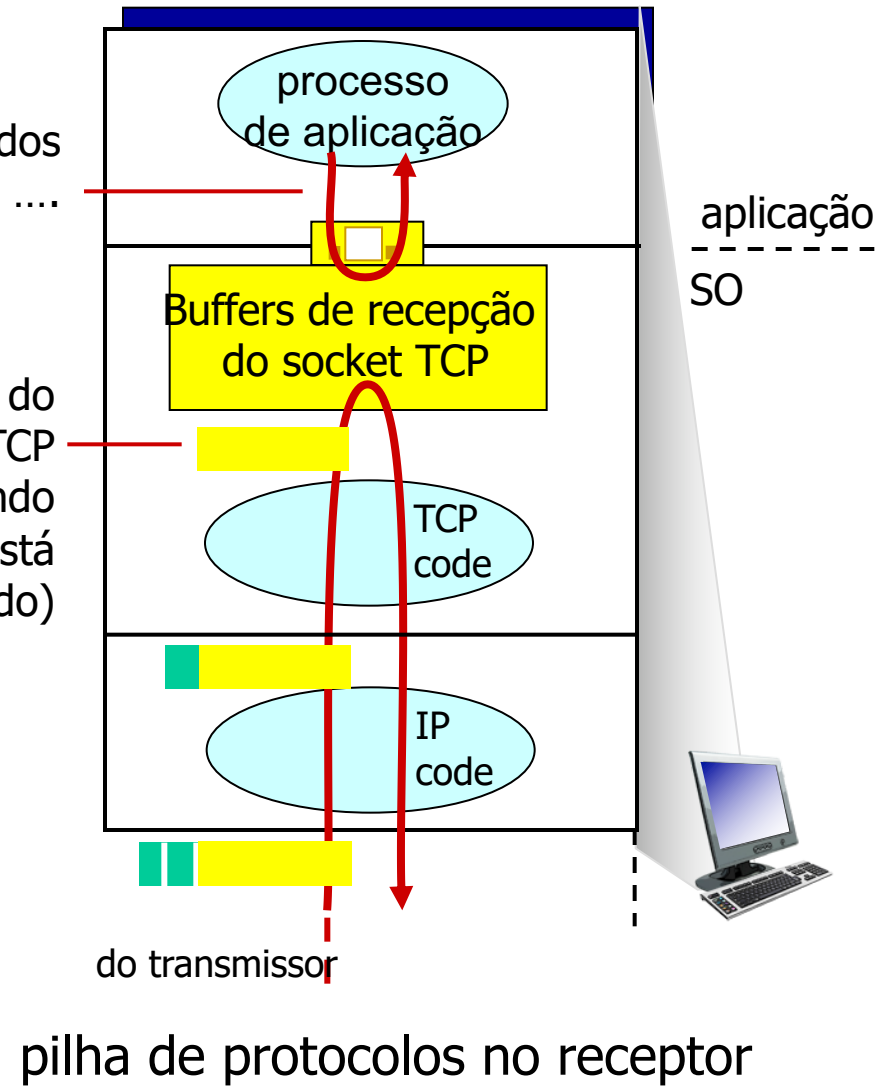 processo
de aplicação
dos
….
aplicação
SO
Buffers de recepção
do socket TCP
do
TCP
ndo
stá
do)
TCP
code
IP
code
do transmissor
pilha de protocolos no receptor